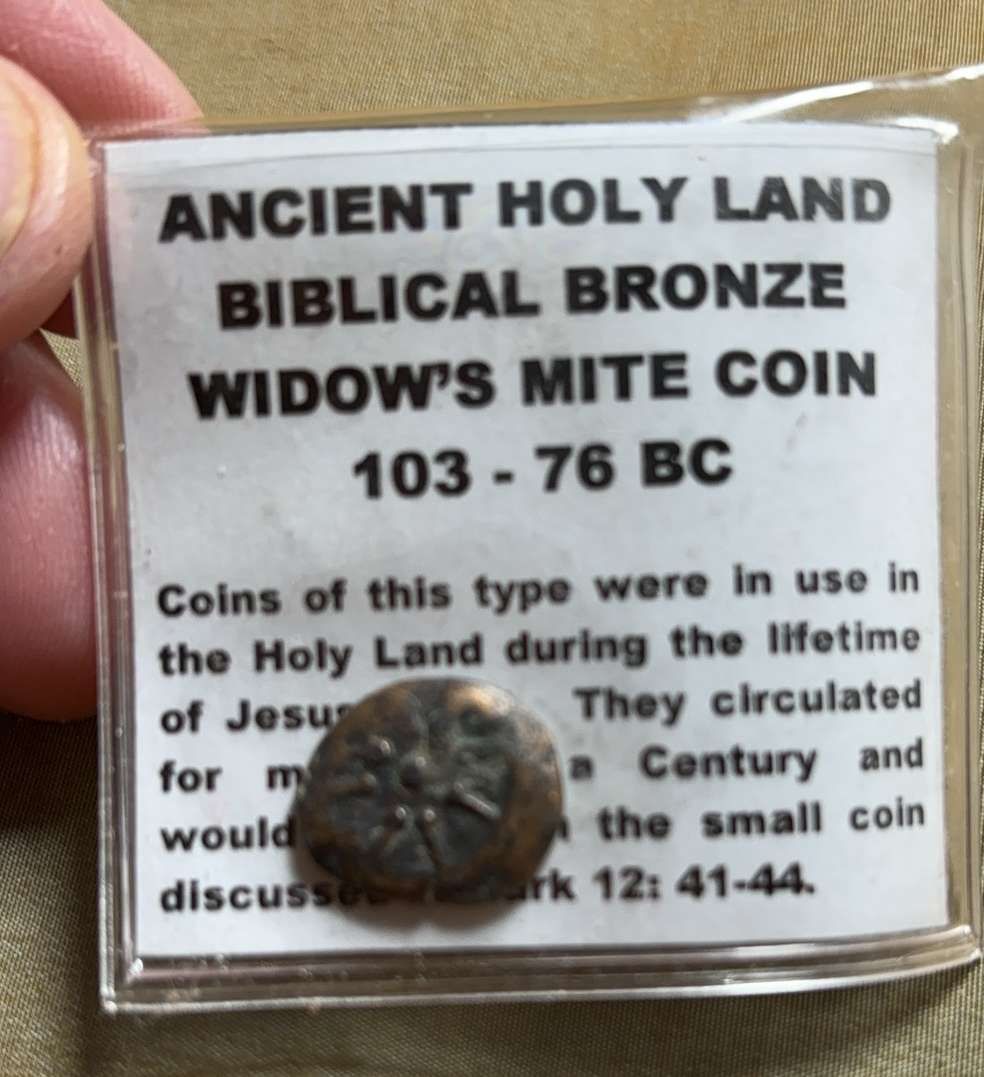 ANCIENT HOLY LAND
BIBLICAL BRONZE
WIDOW'S MITE COIN
103 - 76 BC
Coins of this type were in use in
the Holy Land during the lifetime
of Jesus They circulated
for a Century and
would the small coin
discussed 12: 41-44.